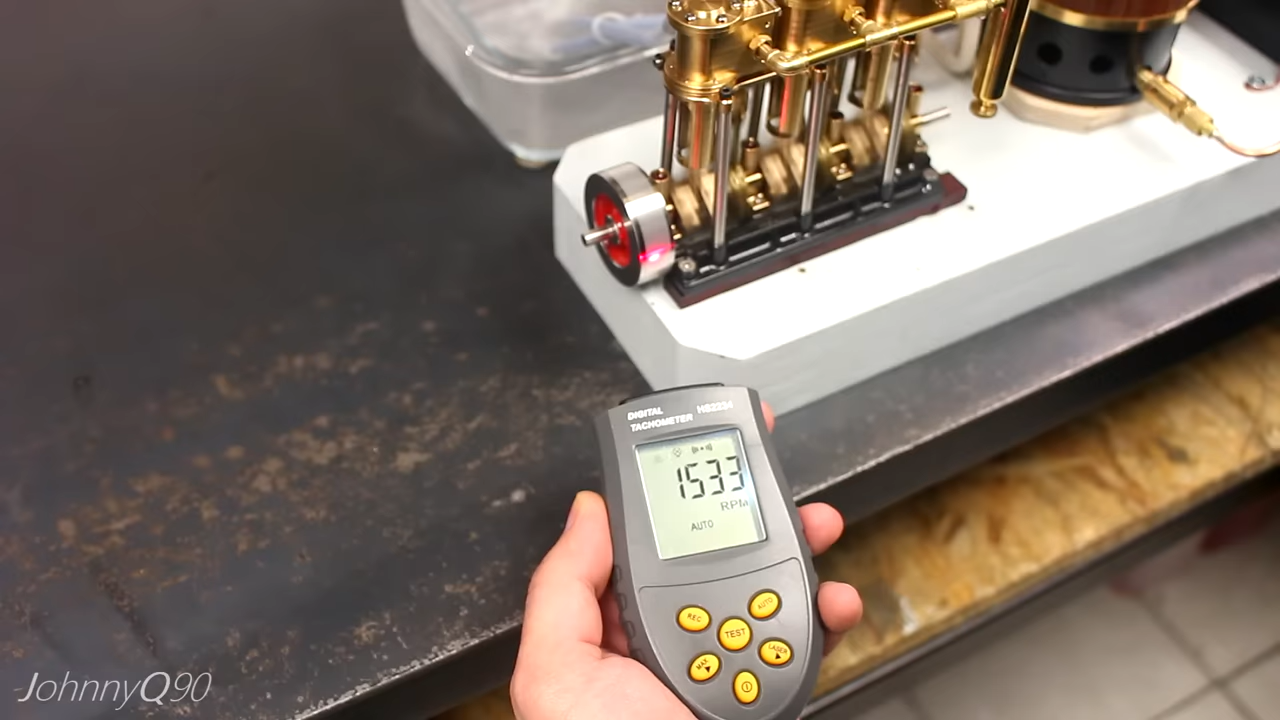 DIGITAL HS2234
TACHOMETER
1533
RPM
AUTO
REC
AUTO
TEST
MAX
LASER
JohnnyQ90